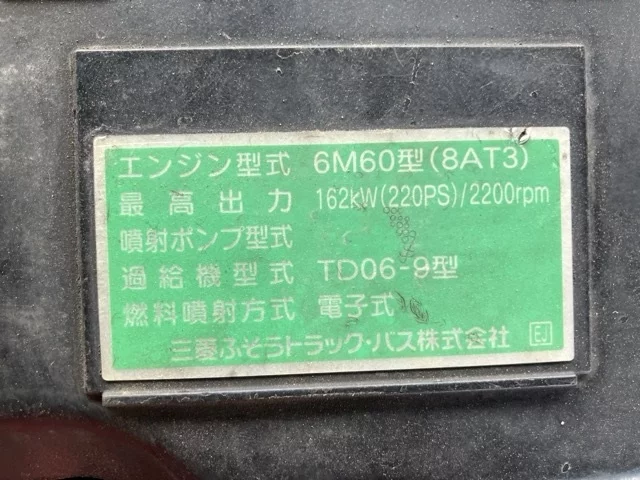 エンジン型式 6M60型(8AT3)
最高出力 162kW(220PS)/2200rpm
噴射ポンプ型式
過給機型式 TD06-9型
燃料噴射方式 電子式
三菱ふそうトラック・バス株式会社 EJ